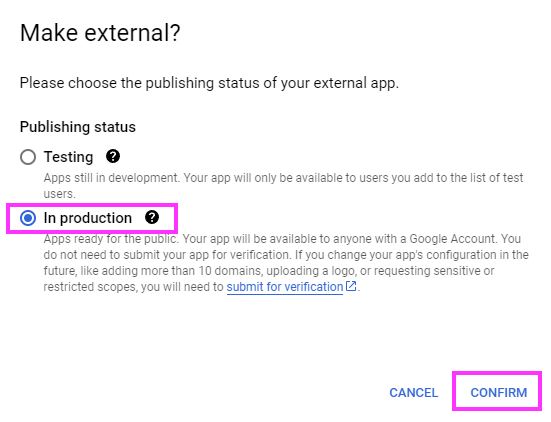 Make external?
Please choose the publishing status of your external app.
Publishing status
Testing ?
Apps still in development. Your app will only be available to users you add to the list of test
users.
In production ?
Apps ready for the public. Your app will be available to anyone with a Google Account. You
do not need to submit your app for verification. If you change your app's configuration in the
future, like adding more than 10 domains, uploading a logo, or requesting sensitive or
restricted scopes, you will need to submit for verification.
CANCEL CONFIRM